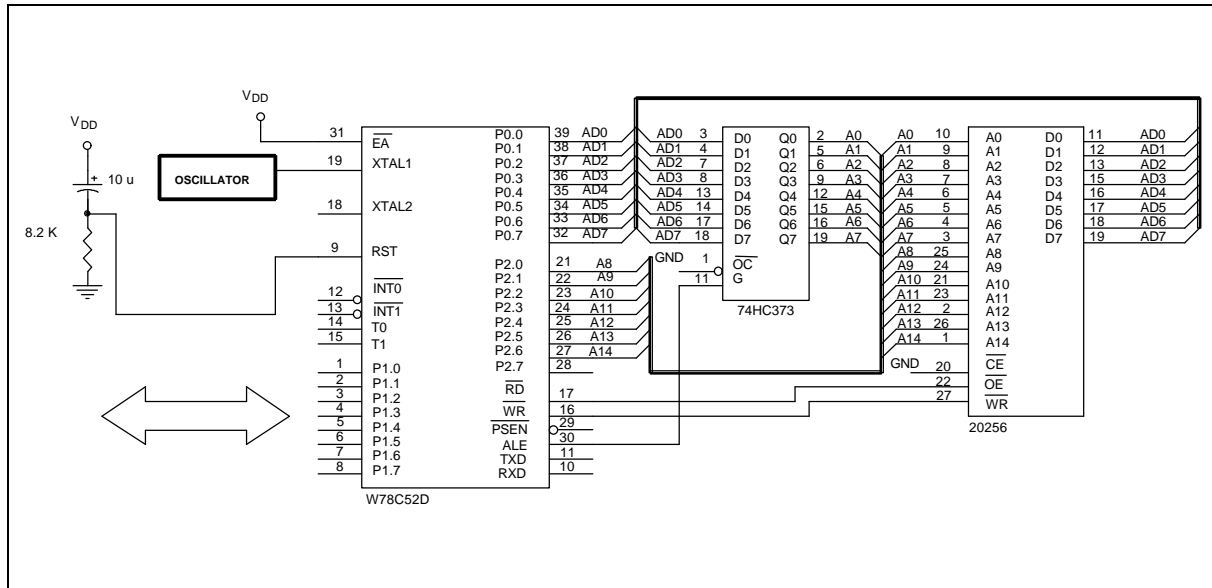 VDD
10 u
8.2 K
VDD
OSCILLATOR
31 EA
19 XTAL1
18 XTAL2
9 RST
12 INT0
13 INT1
14 T0
15 T1
1 P1.0
2 P1.1
3 P1.2
4 P1.3
5 P1.4
6 P1.5
7 P1.6
8 P1.7
P0.0 39 AD0
P0.1 38 AD1
P0.2 37 AD2
P0.3 36 AD3
P0.4 35 AD4
P0.5 34 AD5
P0.6 33 AD6
P0.7 32 AD7
P2.0 21 A8
P2.1 22 A9
P2.2 23 A10
P2.3 24 A11
P2.4 25 A12
P2.5 26 A13
P2.6 27 A14
P2.7 28
RD 17
WR 16
PSEN 29
ALE 30
TXD 11
RXD 10
W78C52D
AD0 3 D0 Q0 2 A0
AD1 4 D1 Q1 5 A1
AD2 7 D2 Q2 6 A2
AD3 8 D3 Q3 9 A3
AD4 13 D4 Q4 12 A4
AD5 14 D5 Q5 15 A5
AD6 17 D6 Q6 16 A6
AD7 18 D7 Q7 19 A7
GND 1 OC
11 G
74HC373
A0 10 A0 D0 11 AD0
A1 9 A1 D1 12 AD1
A2 8 A2 D2 13 AD2
A3 7 A3 D3 15 AD3
A4 6 A4 D4 16 AD4
A5 5 A5 D5 17 AD5
A6 4 A6 D6 18 AD6
A7 3 A7 D7 19 AD7
A8 25 A8
A9 24 A9
A10 21 A10
A11 23 A11
A12 2 A12
A13 26 A13
A14 1 A14
GND 20 CE
22 OE
27 WR
20256